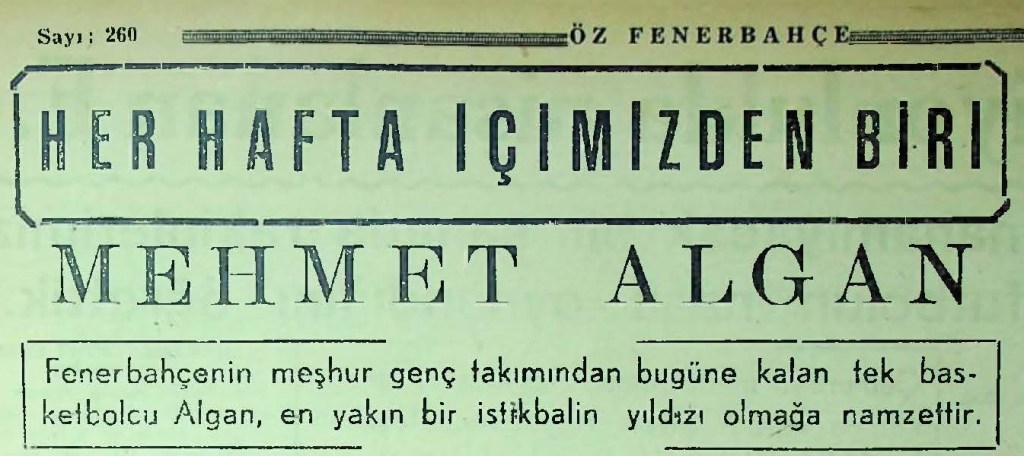 Sayı: 260 ÖZ FENERBAHÇE
HER HAFTA İÇİMİZDEN BİRİ
MEHMET ALGAN
Fenerbahçenin meşhur genç takımından bugüne kalan tek bas-
ketbolcu Algan, en yakın bir istikbalin yıldızı olmağa namzettir.